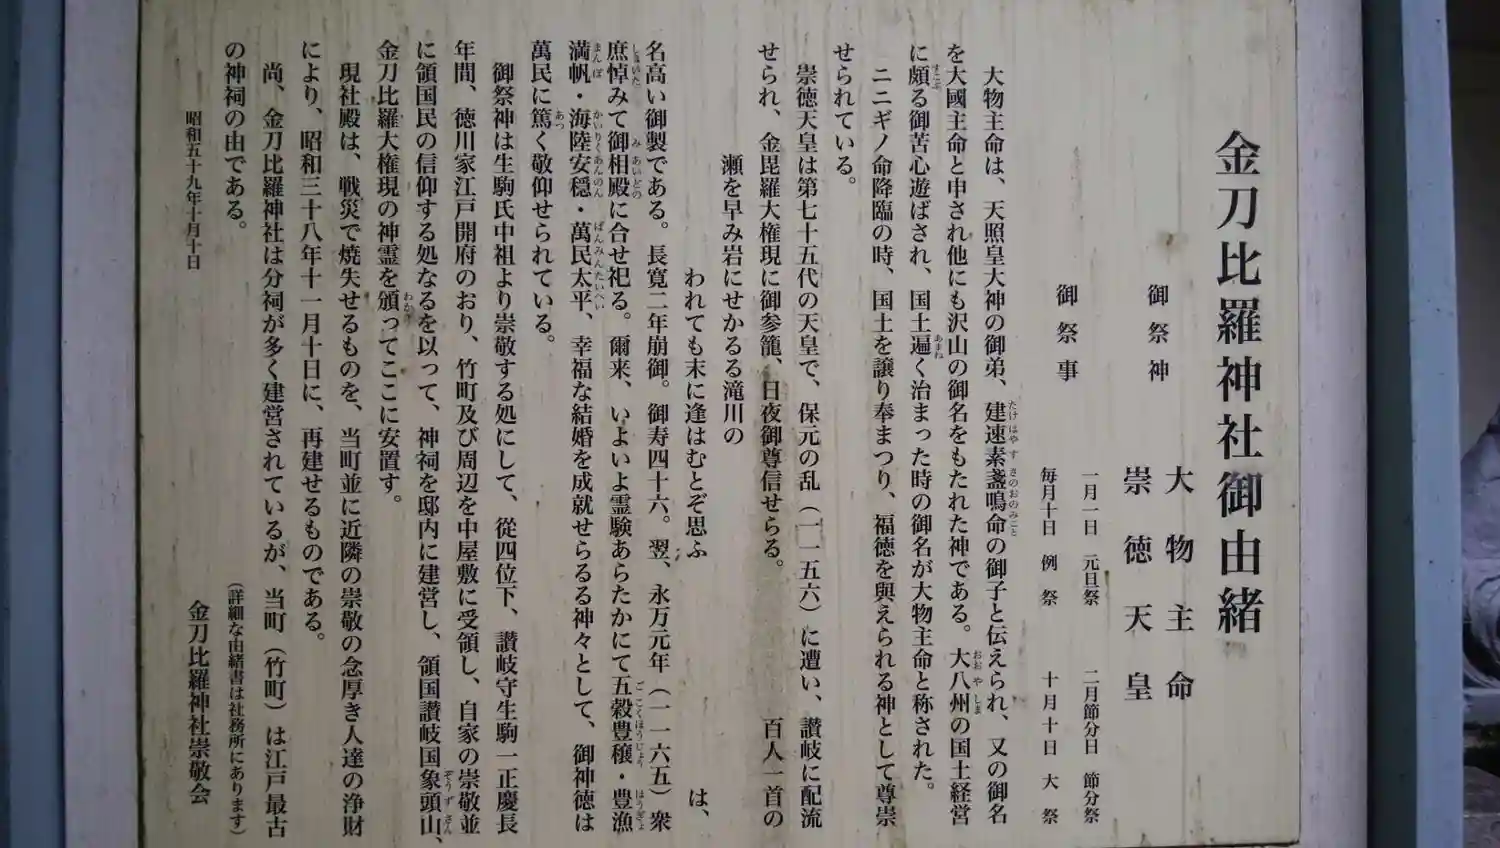 金刀比羅神社御由緒
御祭神 大物主命
崇徳天皇
御祭事 一月一日 元旦祭 二月節分日 節分祭
毎月十日 例祭 十月十日 大祭
大物主命は、天照皇大神の御弟、建速素盞鳴命の御子と伝えられ、又の御名
を大國主命と申され他にも沢山の御名をもたれた神である。大八州の国土経営
に頗る御苦心遊ばされ、国土遍く治まった時の御名が大物主命と称された。
ニニギノ命降臨の時、国土を譲り奉まつり、福徳を與えられる神として尊崇
せられている。
崇徳天皇は第七十五代の天皇で、保元の乱（一一五六）に遭い、讃岐に配流
せられ、金毘羅大権現に御参籠、日夜御尊信せらる。 百人一首の
瀬を早み岩にせかるる滝川の
われても末に逢はむとぞ思ふ は、
名高い御製である。長寛二年崩御。御寿四十六。翌、永万元年（一一六五）衆
庶悼みて御相殿に合せ祀る。爾来、いよいよ霊験あらたかにて五穀豊穣・豊漁
満帆・海陸安穏・萬民太平、幸福な結婚を成就せらるる神々として、御神徳は
萬民に篤く敬仰せられている。
御祭神は生駒氏中祖より崇敬する処にして、従四位下、讃岐守生駒一正慶長
年間、徳川家江戸開府のおり、竹町及び周辺を中屋敷に受領し、自家の崇敬並
に領国民の信仰する処なるを以って、神祠を邸内に建営し、領国讃岐国象頭山、
金刀比羅大権現の神霊を頒ってここに安置す。
現社殿は、戦災で焼失せるものを、当町並に近隣の崇敬の念厚き人達の浄財
により、昭和三十八年十一月十日に、再建せるものである。
尚、金刀比羅神社は分祠が多く建営されているが、当町（竹町）は江戸最古
の神祠の由である。
（詳細な由緒書は社務所にあります）
昭和五十九年十月十日
金刀比羅神社崇敬会